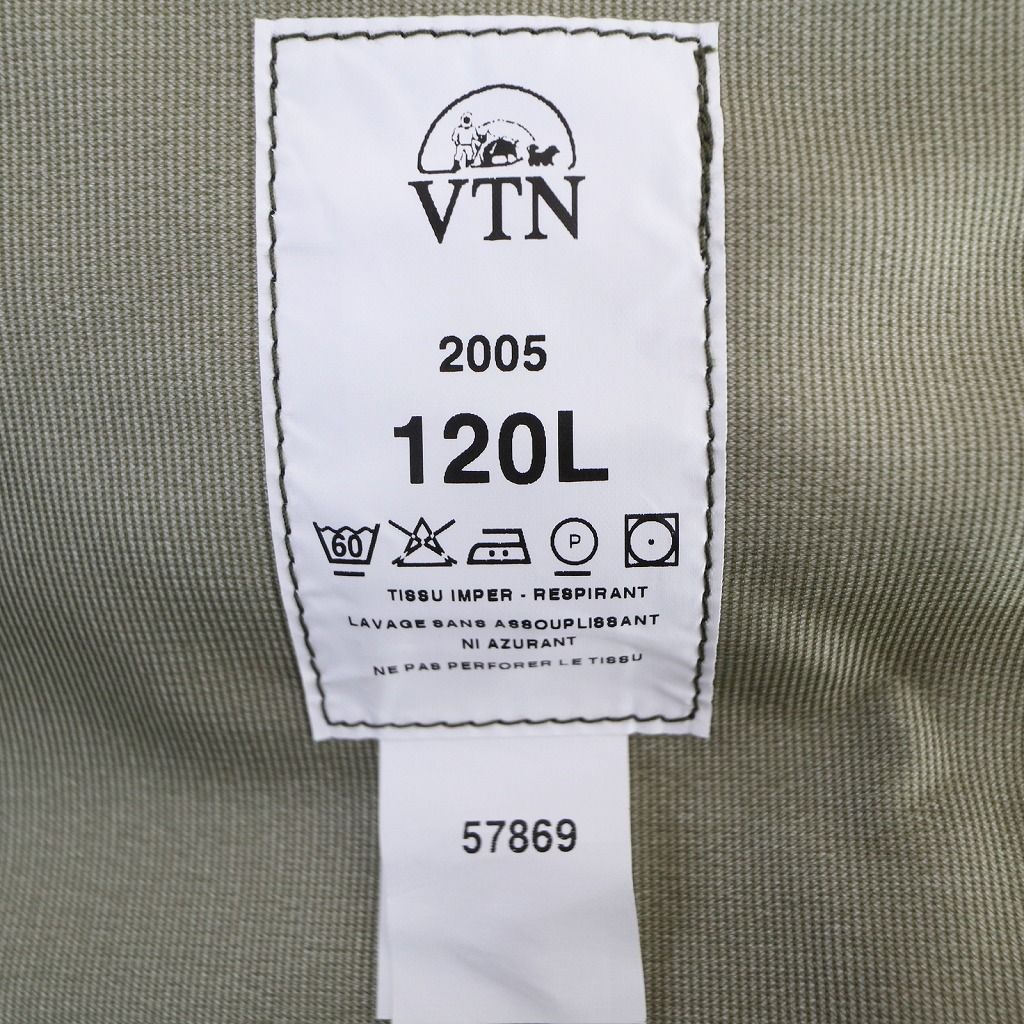 VTN
2005
120L
60 P
TISSU IMPER - RESPIRANT
LAVAGE SANS ASSOUPLISSANT
NI AZURANT
NE PAS PERFORER LE TISSU
57869